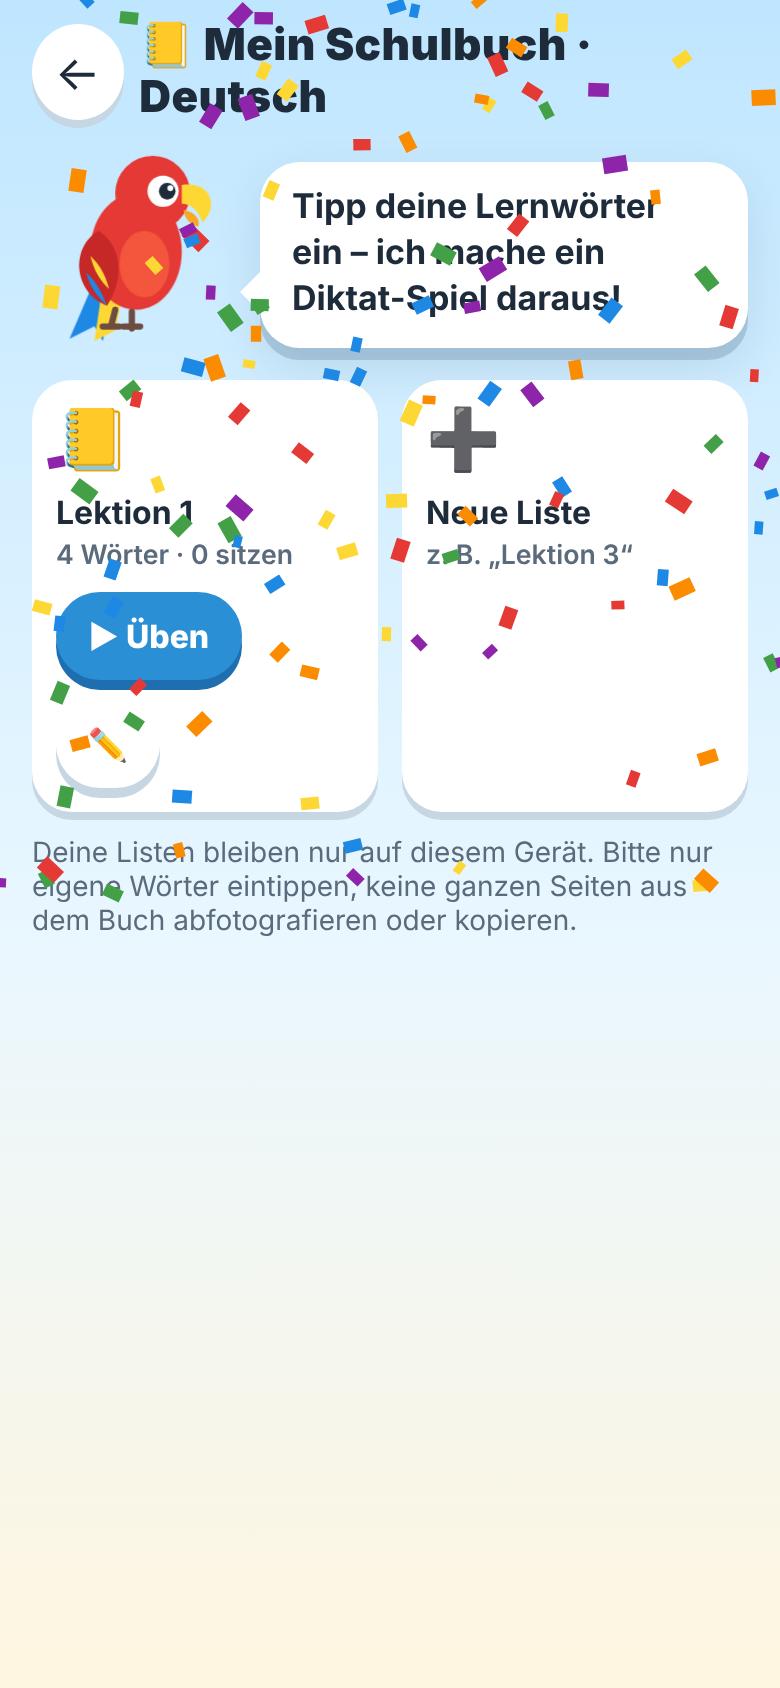 Mein Schulbuch ·
Deutsch
Tipp deine Lernwörter
ein – ich mache ein
Diktat-Spiel daraus!
Lektion 1
4 Wörter · 0 sitzen
▶ Üben
Neue Liste
z. B. „Lektion 3“
Deine Listen bleiben nur auf diesem Gerät. Bitte nur
eigene Wörter eintippen, keine ganzen Seiten aus
dem Buch abfotografieren oder kopieren.